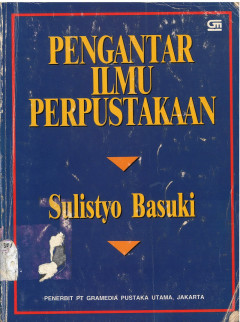 PENGANTAR
ILMU
PERPUSTAKAAN
Sulistyo Basuki
PENERBIT PT GRAMEDIA PUSTAKA UTAMA, JAKARTA